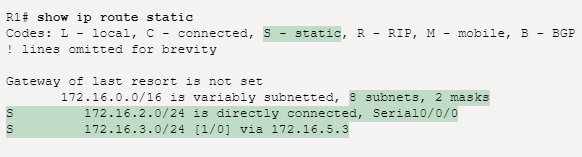 R1# show ip route static
Codes: L - local, C - connected, S - static, R - RIP, M - mobile, B - BGP
! lines omitted for brevity
Gateway of last resort is not set
172.16.0.0/16 is variably subnetted, 8 subnets, 2 masks
S 172.16.2.0/24 is directly connected, Serial0/0/0
S 172.16.3.0/24 [1/0] via 172.16.5.3